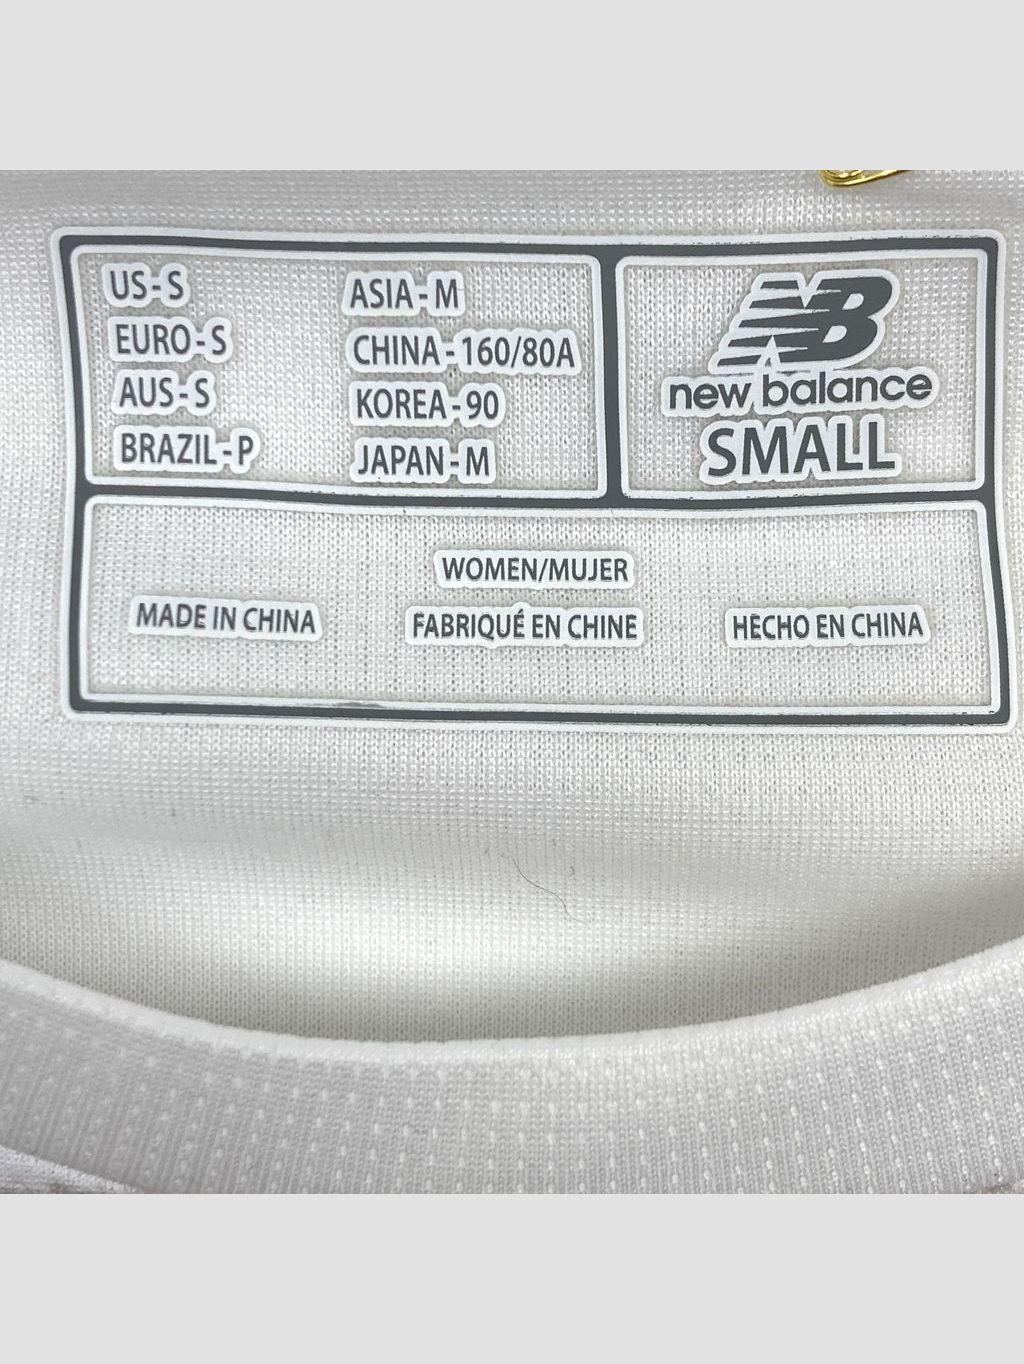 US-S
EURO-S
AUS-S
BRAZIL-P
ASIA-M
CHINA-160/80A
KOREA-90
JAPAN-M
NB
new balance
SMALL
WOMEN/MUJER
MADE IN CHINA
FABRIQUÉ EN CHINE
HECHO EN CHINA